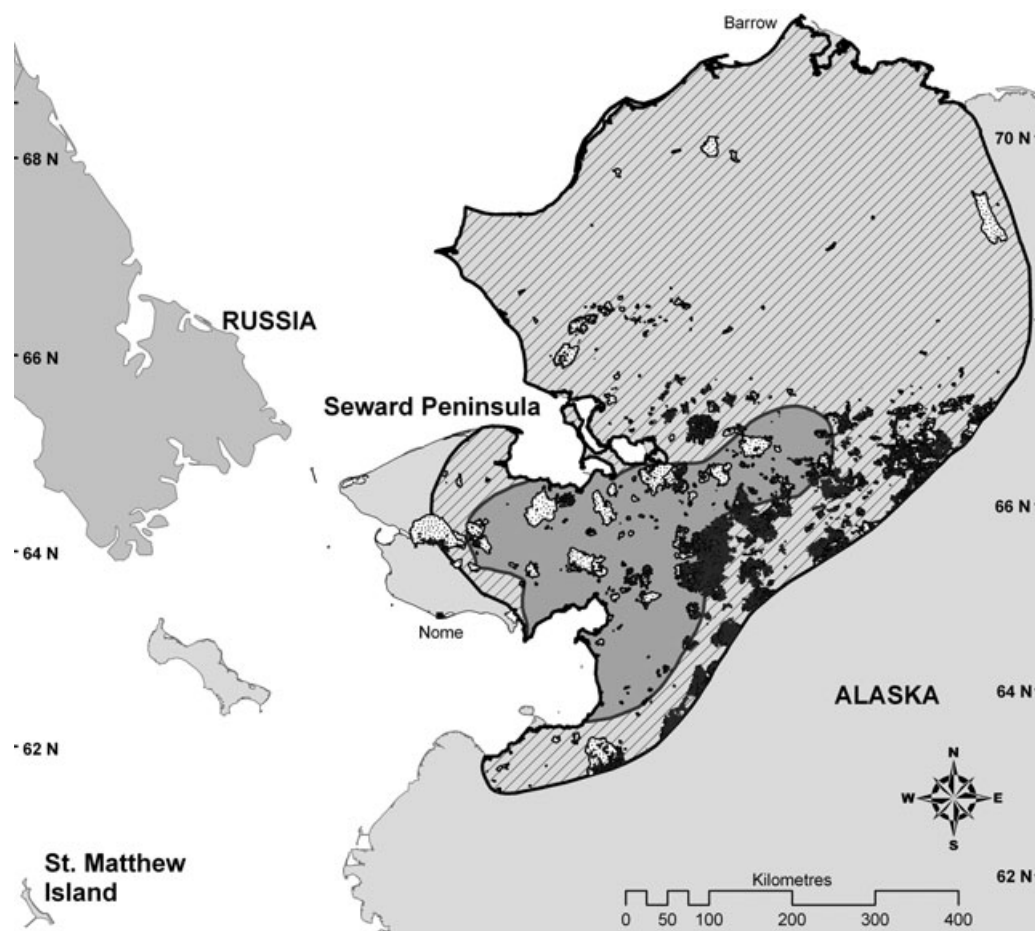 Barrow
70 N
68 N
RUSSIA
66 N
Seward Peninsula
66 N
64 N
Nome
64 N
ALASKA
62 N
N
W E
S
St. Matthew
Island
62 N
Kilometres
0 50 100 200 300 400